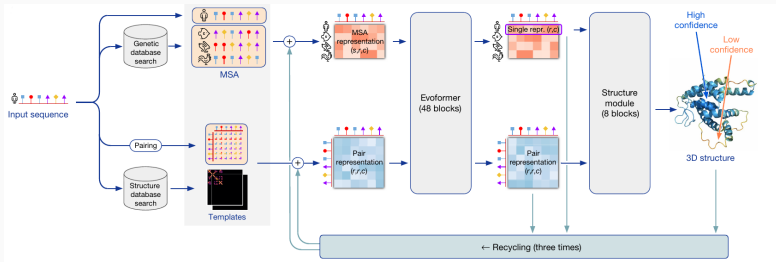 Input sequence
Genetic database
search
MSA
Pairing
Structure
database
search
Templates
MSA
representation
(s,r,c)
Pair
representation
(r,r,c)
Evoformer
(48 blocks)
Single repr. (r,c)
Pair
representation
(r,r,c)
Structure
module
(8 blocks)
High
confidence
Low
confidence
3D structure
← Recycling (three times)